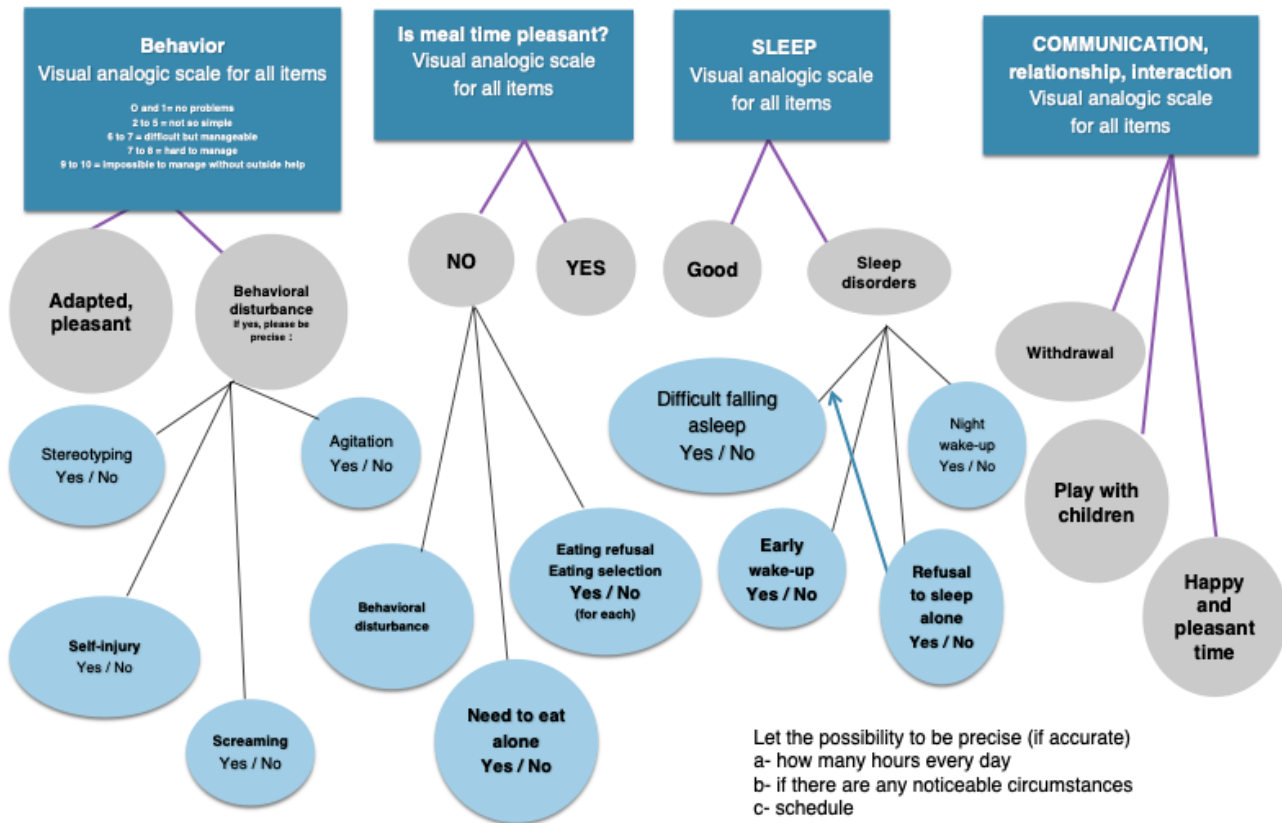 Behavior
Visual analogic scale for all items
O and 1= no problems
2 to 5 = not so simple
6 to 7 = difficult but manageable
7 to 8 = hard to manage
9 to 10 = impossible to manage without outside help
Is meal time pleasant?
Visual analogic scale
for all items
SLEEP
Visual analogic scale
for all items
COMMUNICATION,
relationship, interaction
Visual analogic scale
for all items
Adapted,
pleasant
Behavioral
disturbance
If yes, please be
precise :
NO
YES
Good
Sleep
disorders
Withdrawal
Play with
children
Happy
and
pleasant
time
Stereotyping
Yes / No
Agitation
Yes / No
Self-injury
Yes / No
Screaming
Yes / No
Behavioral
disturbance
Need to eat
alone
Yes / No
Eating refusal
Eating selection
Yes / No
(for each)
Difficult falling
asleep
Yes / No
Night
wake-up
Yes / No
Early
wake-up
Yes / No
Refusal
to sleep
alone
Yes / No
Let the possibility to be precise (if accurate)
a- how many hours every day
b- if there are any noticeable circumstances
c- schedule